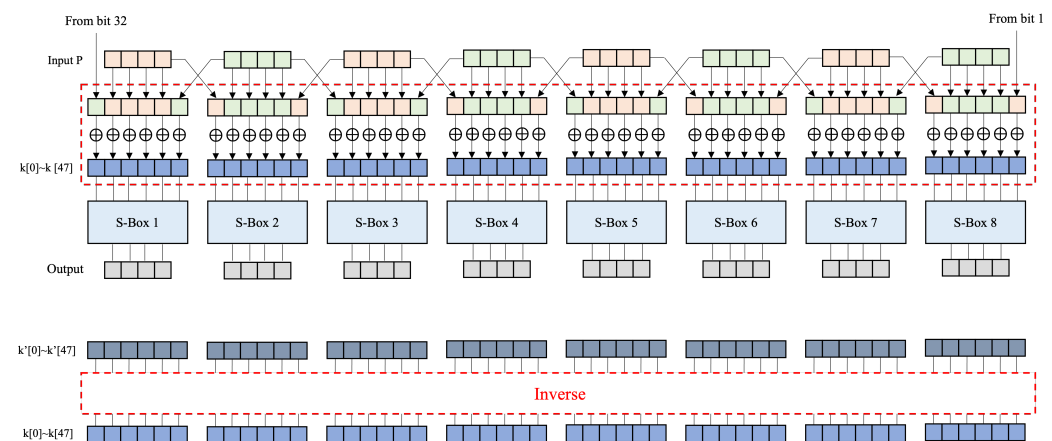 From bit 32
From bit 1
Input P
k[0]~k [47]
S-Box 1 S-Box 2 S-Box 3 S-Box 4 S-Box 5 S-Box 6 S-Box 7 S-Box 8
Output
k’[0]~k’[47]
Inverse
k[0]~k[47]